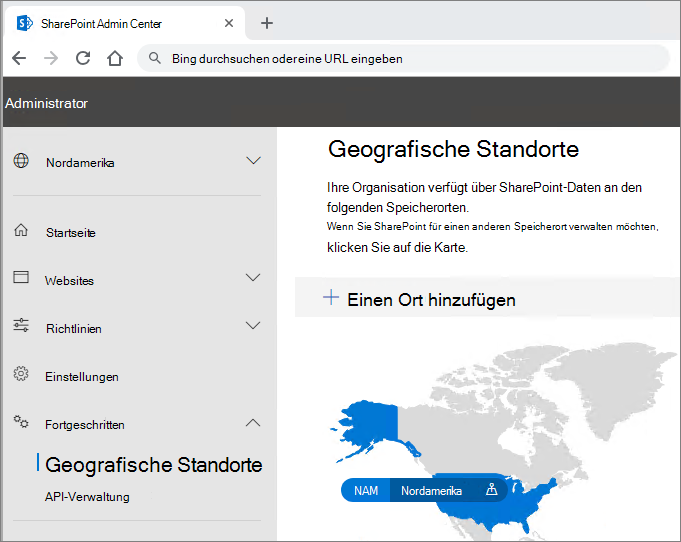 SharePoint Admin Center
Bing durchsuchen odereine URL eingeben
Administrator
Nordamerika
Startseite
Websites
Richtlinien
Einstellungen
Fortgeschritten
Geografische Standorte
API-Verwaltung
Geografische Standorte
Ihre Organisation verfügt über SharePoint-Daten an den
folgenden Speicherorten.
Wenn Sie SharePoint für einen anderen Speicherort verwalten möchten,
klicken Sie auf die Karte.
Einen Ort hinzufügen
NAM Nordamerika